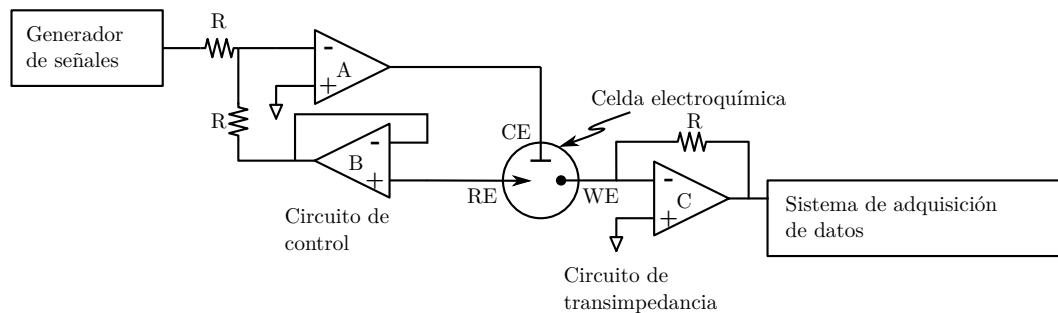 Generador
de señales
R
-
+
A
R
B
-
+
Circuito de
control
CE
RE
WE
Celda electroquímica
R
-
+
C
Circuito de
transimpedancia
Sistema de adquisición
de datos